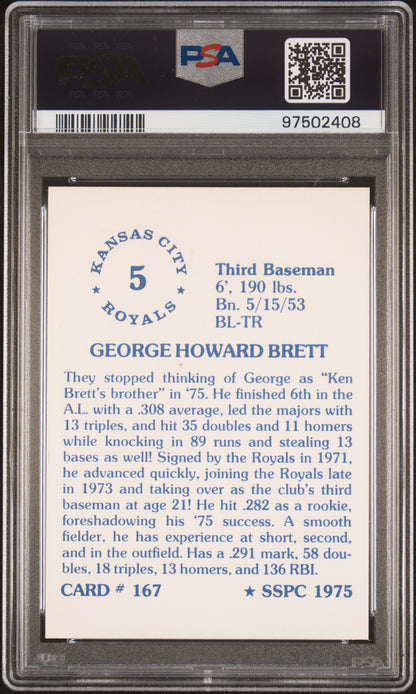 PSA
97502408
KANSAS CITY
5
ROYALS
Third Baseman
6', 190 lbs.
Bn. 5/15/53
BL-TR
GEORGE HOWARD BRETT
They stopped thinking of George as "Ken
Brett's brother" in '75. He finished 6th in the
A.L. with a .308 average, led the majors with
13 triples, and hit 35 doubles and 11 homers
while knocking in 89 runs and stealing 13
bases as well! Signed by the Royals in 1971,
he advanced quickly, joining the Royals late
in 1973 and taking over as the club's third
baseman at age 21! He hit .282 as a rookie,
foreshadowing his '75 success. A smooth
fielder, he has experience at short, second,
and in the outfield. Has a .291 mark, 58 dou-
bles, 18 triples, 13 homers, and 136 RBI.
CARD # 167 ★ SSPC 1975
PSA